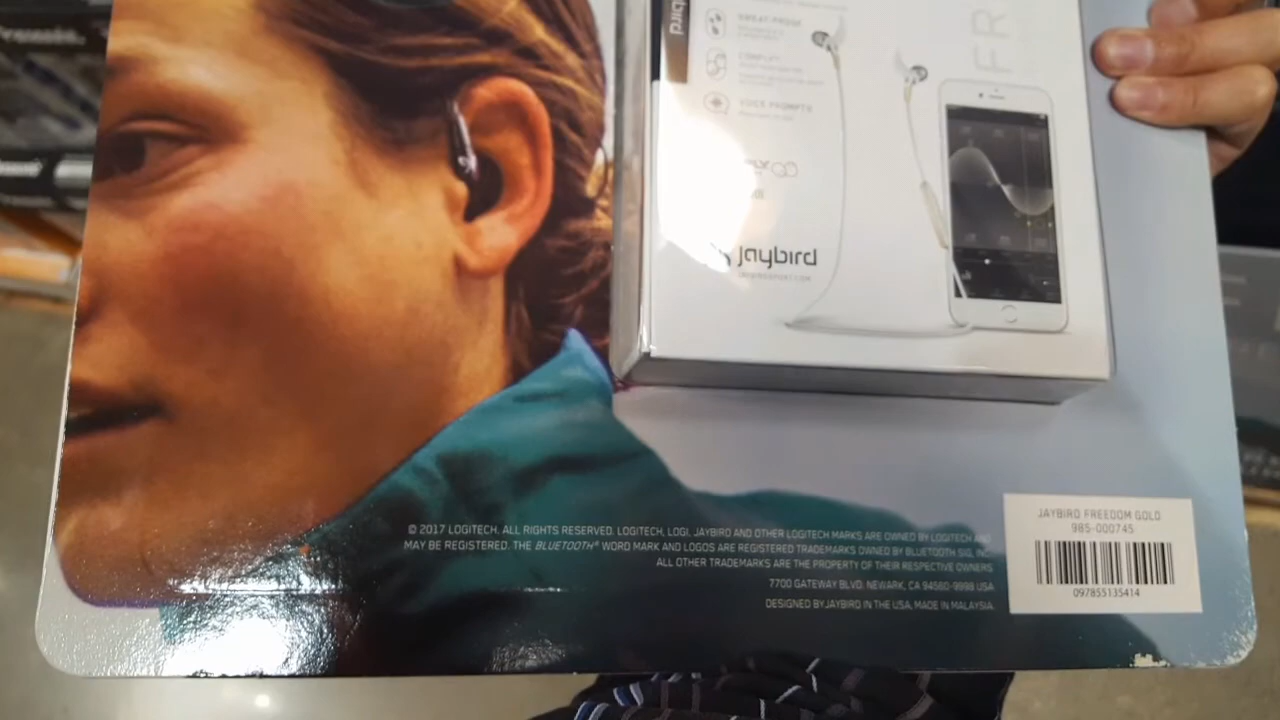 jaybird
FR
COMPLY
VOICE PROMPTS
jaybird
© 2017 LOGITECH. ALL RIGHTS RESERVED. LOGITECH, LOGI, JAYBIRD AND OTHER LOGITECH MARKS ARE OWNED BY LOGITECH AND
MAY BE REGISTERED. THE BLUETOOTH® WORD MARK AND LOGOS ARE REGISTERED TRADEMARKS OWNED BY BLUETOOTH SIG, INC.
ALL OTHER TRADEMARKS ARE THE PROPERTY OF THEIR RESPECTIVE OWNERS
7700 GATEWAY BLVD. NEWARK, CA 94560-9998 USA
DESIGNED BY JAYBIRD IN THE USA, MADE IN MALAYSIA.
JAYBIRD FREEDOM GOLD
985-000745
097855135414